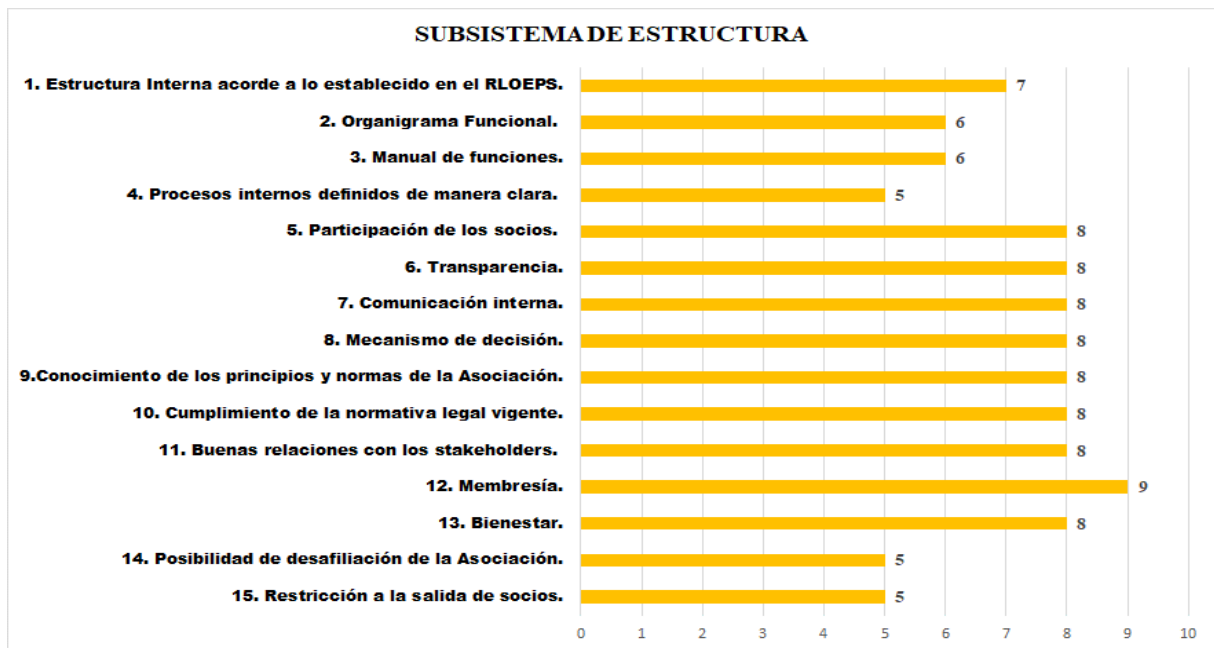 SUBSISTEMA DE ESTRUCTURA
1. Estructura Interna acorde a lo establecido en el RLOEPS. 7
2. Organigrama Funcional. 6
3. Manual de funciones. 6
4. Procesos internos definidos de manera clara. 5
5. Participación de los socios. 8
6. Transparencia. 8
7. Comunicación interna. 8
8. Mecanismo de decisión. 8
9.Conocimiento de los principios y normas de la Asociación. 8
10. Cumplimiento de la normativa legal vigente. 8
11. Buenas relaciones con los stakeholders. 8
12. Membresía. 9
13. Bienestar. 8
14. Posibilidad de desafiliación de la Asociación. 5
15. Restricción a la salida de socios. 5
0 1 2 3 4 5 6 7 8 9 10